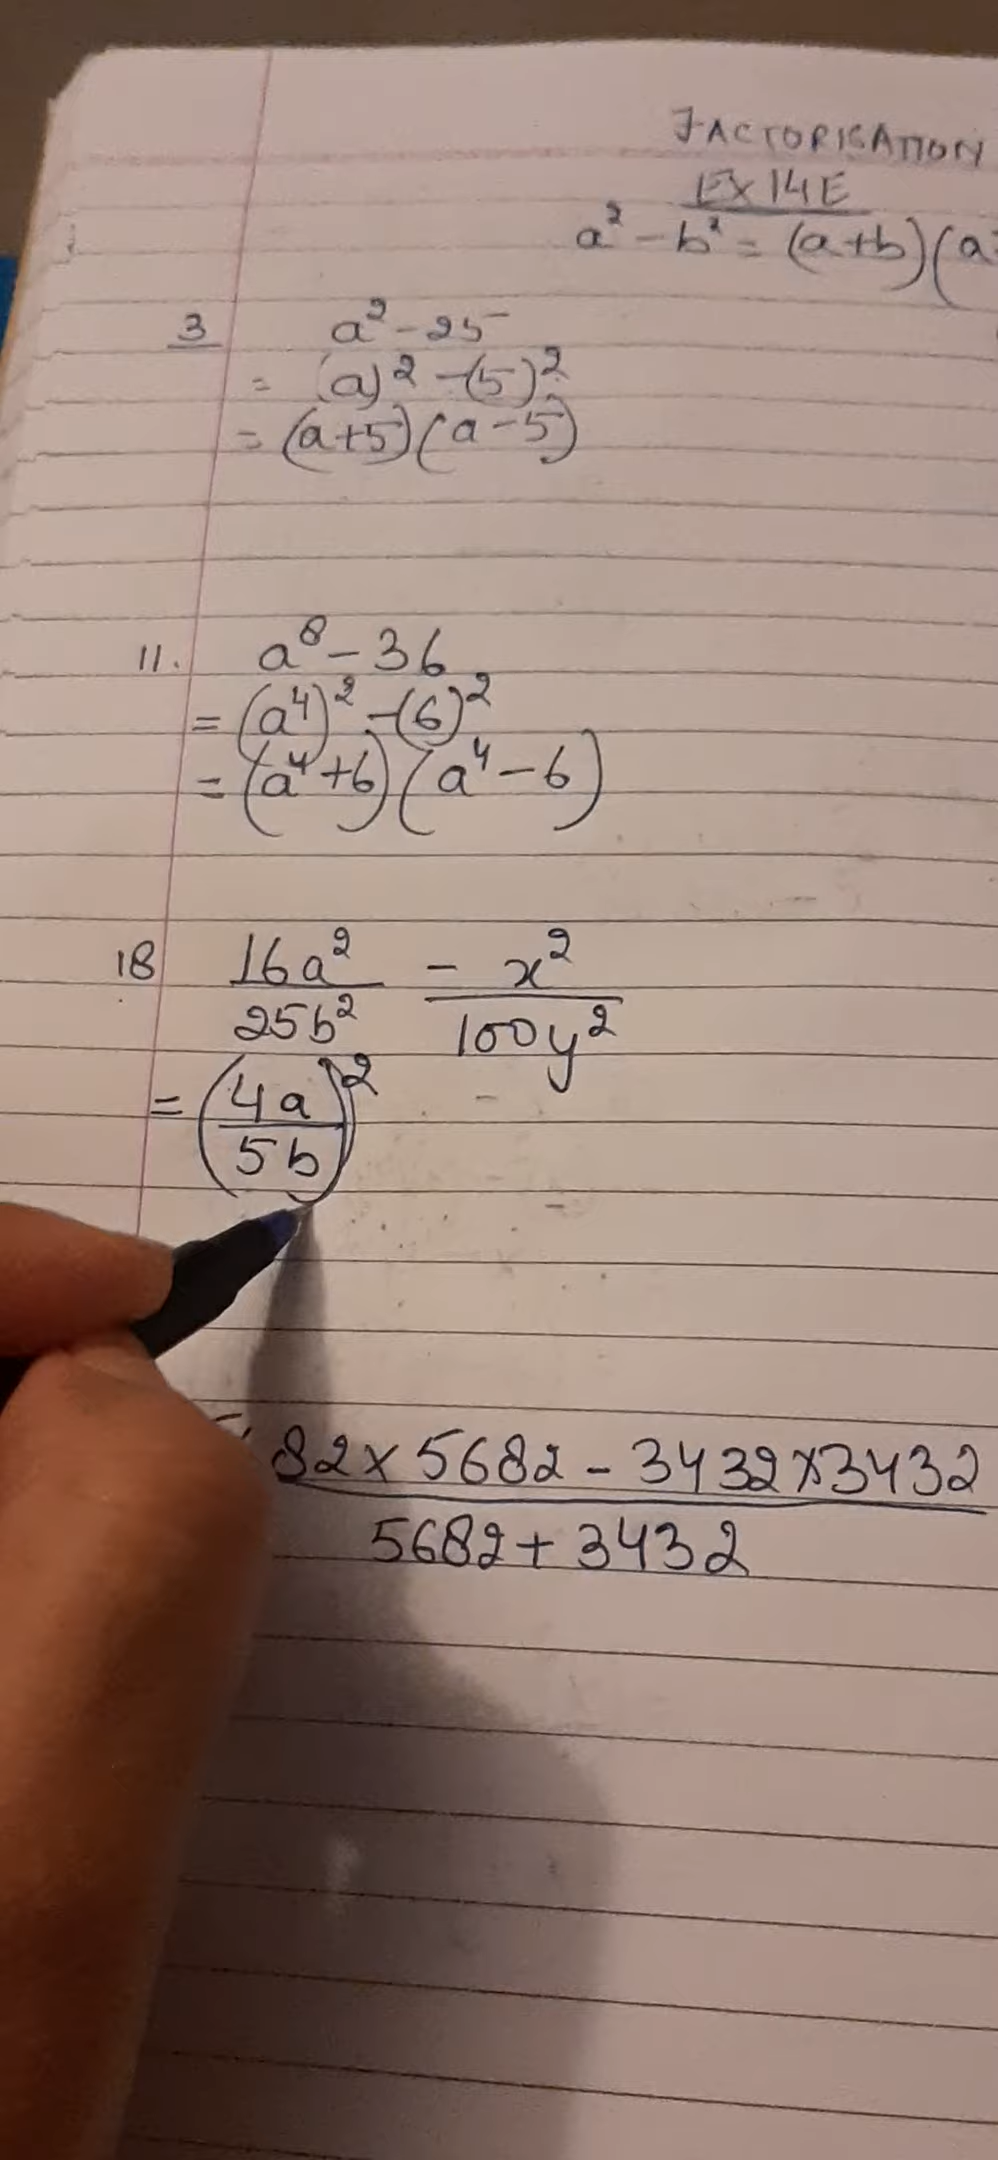 FACTORISATION
EX 14E
a² - b² = (a+b)(a
3 a² - 25
= (a)² - (5)²
= (a+5)(a-5)
11. a⁸ - 36
= (a⁴)² - (6)²
= (a⁴+6)(a⁴-6)
18 16a²/25b² - x²/100y²
= (4a/5b)²
82 × 5682 - 3432 × 3432
5682 + 3432